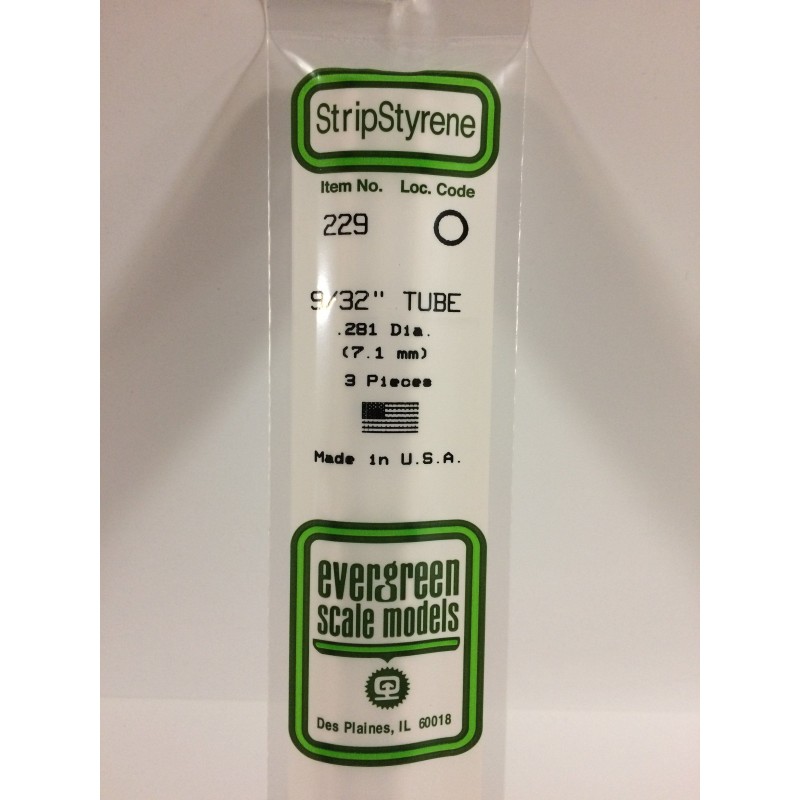 StripStyrene
Item No. Loc. Code
229 O
9/32" TUBE
.281 Dia.
(7.1 mm)
3 Pieces
Made in U.S.A.
evergreen
scale models
Des Plaines, IL 60018